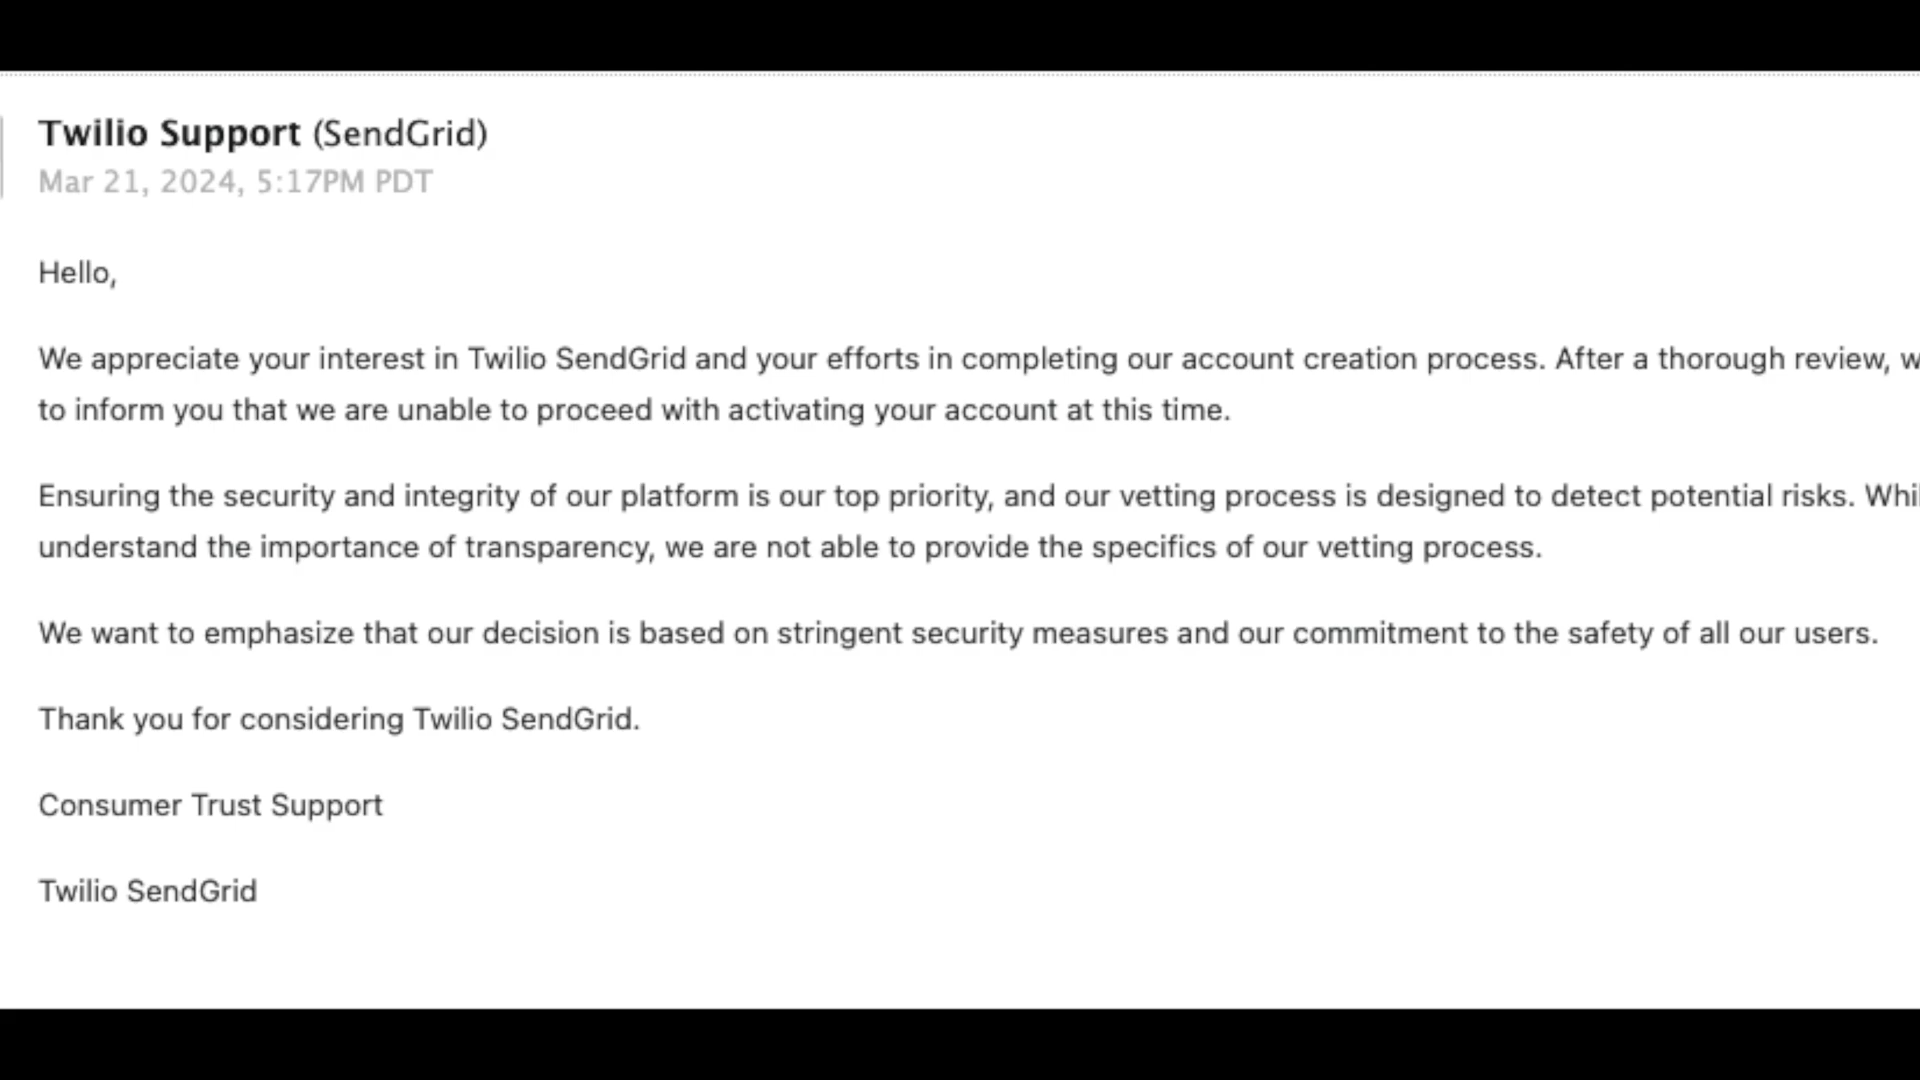 Twilio Support (SendGrid)
Mar 21, 2024, 5:17PM PDT
Hello,
We appreciate your interest in Twilio SendGrid and your efforts in completing our account creation process. After a thorough review,
to inform you that we are unable to proceed with activating your account at this time.
Ensuring the security and integrity of our platform is our top priority, and our vetting process is designed to detect potential risks.
understand the importance of transparency, we are not able to provide the specifics of our vetting process.
We want to emphasize that our decision is based on stringent security measures and our commitment to the safety of all our users.
Thank you for considering Twilio SendGrid.
Consumer Trust Support
Twilio SendGrid